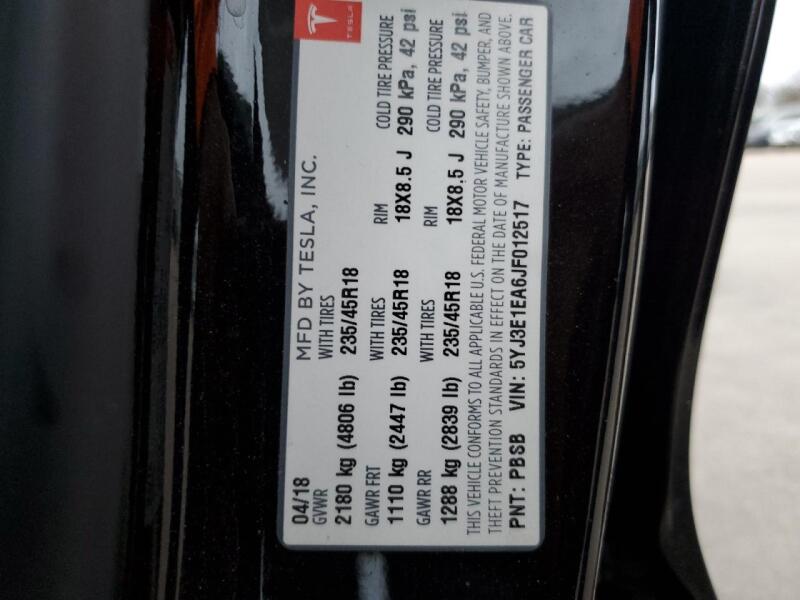 TESLA
04/18 MFD BY TESLA, INC.
GVWR WITH TIRES RIM COLD TIRE PRESSURE
2180 kg (4806 lb) 235/45R18 18X8.5 J 290 kPa, 42 psi
GAWR FRT WITH TIRES RIM COLD TIRE PRESSURE
1110 kg (2447 lb) 235/45R18 18X8.5 J 290 kPa, 42 psi
GAWR RR WITH TIRES
1288 kg (2839 lb) 235/45R18
THIS VEHICLE CONFORMS TO ALL APPLICABLE U.S. FEDERAL MOTOR VEHICLE SAFETY, BUMPER, AND
THEFT PREVENTION STANDARDS IN EFFECT ON THE DATE OF MANUFACTURE SHOWN ABOVE.
PNT: PBSB VIN: 5YJ3E1EA6JF012517 TYPE: PASSENGER CAR